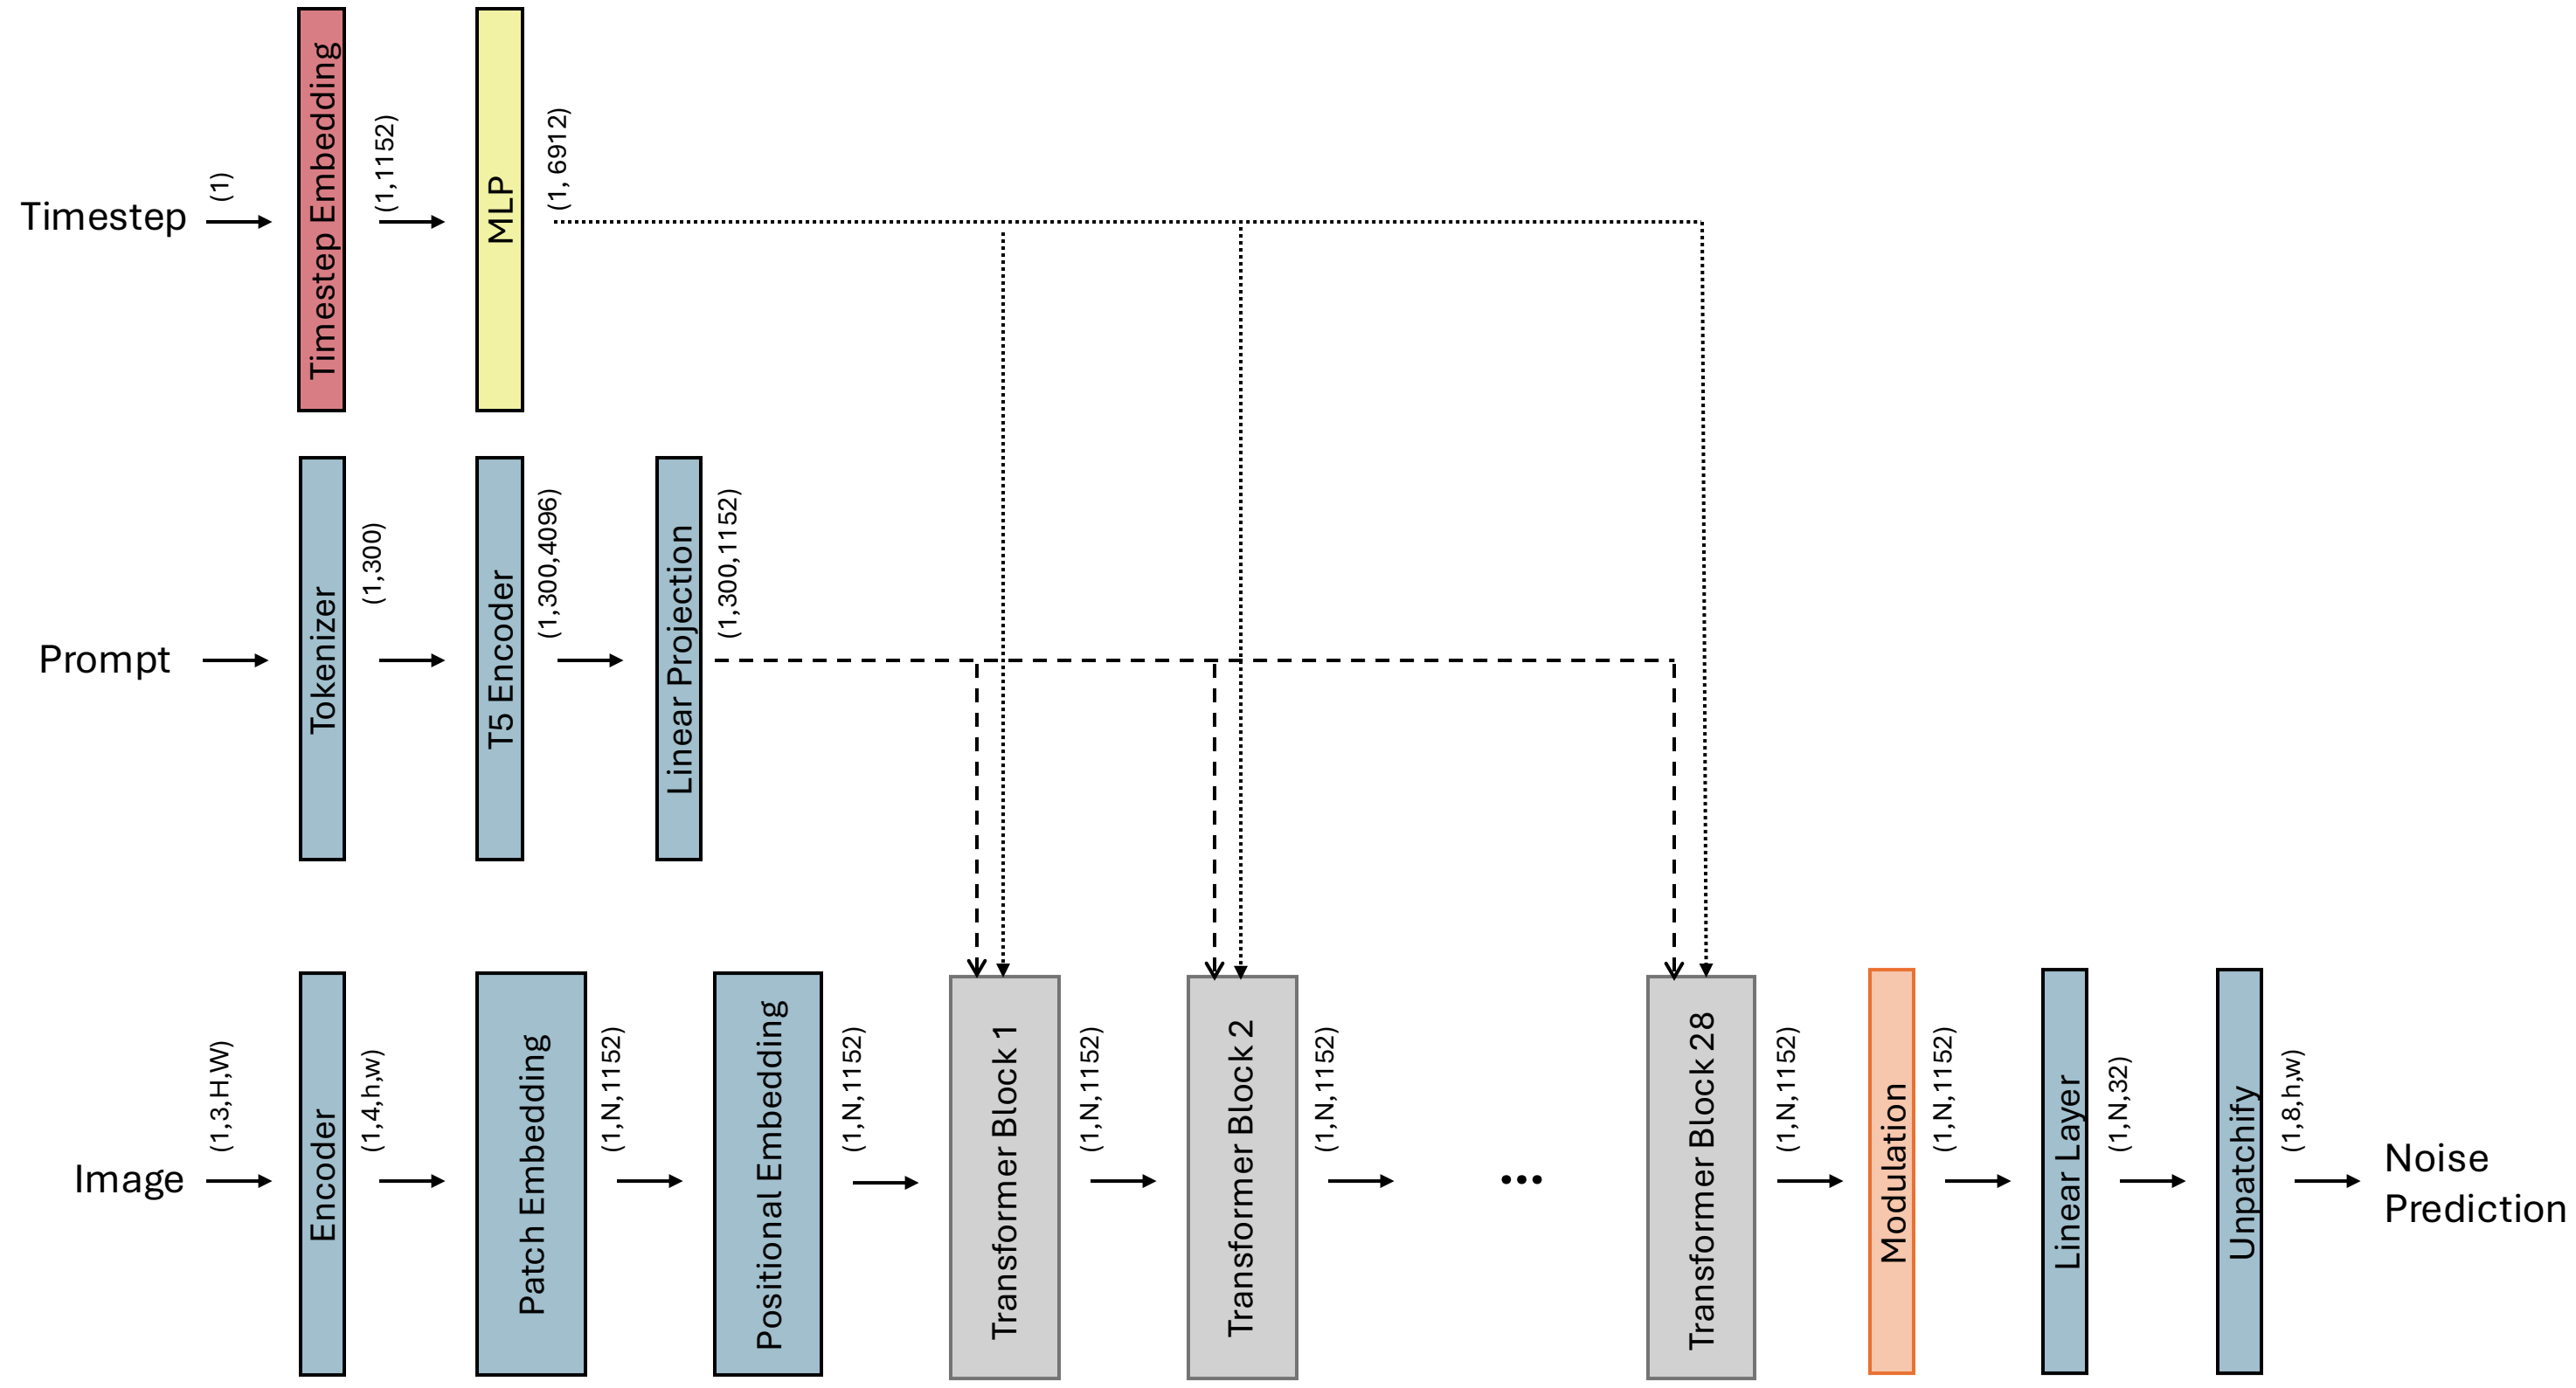 Timestep
(1)
Timestep Embedding
(1,1152)
MLP
(1, 6912)
Prompt
Tokenizer
(1,300)
T5 Encoder
(1,300,4096)
Linear Projection
(1,300,1152)
Image
(1,3,H,W)
Encoder
(1,4,h,w)
Patch Embedding
(1,N,1152)
Positional Embedding
(1,N,1152)
Transformer Block 1
(1,N,1152)
Transformer Block 2
(1,N,1152)
...
Transformer Block 28
(1,N,1152)
Modulation
(1,N,1152)
Linear Layer
(1,N,32)
Unpatchify
(1,8,h,w)
Noise
Prediction